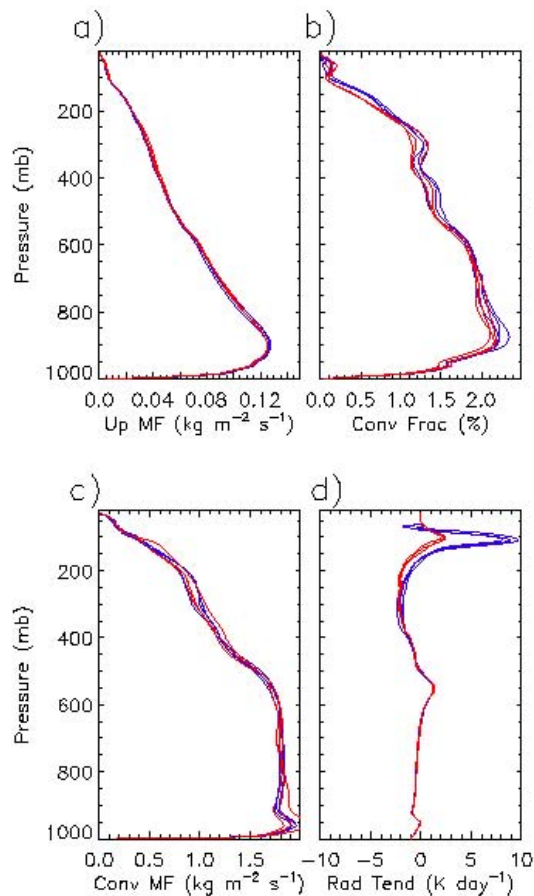 a)
b)
Pressure (mb)
200
400
600
800
1000
0.0 0.04 0.08 0.12
0.0 0.5 1.0 1.5 2.0
Up MF (kg m⁻² s⁻¹)
Conv Frac (%)
c)
d)
Pressure (mb)
200
400
600
800
1000
0.0 0.6 1.2 1.8
−10 −5 0 5 10
Conv MF (kg m⁻² s⁻¹)
Rad Tend (K day⁻¹)